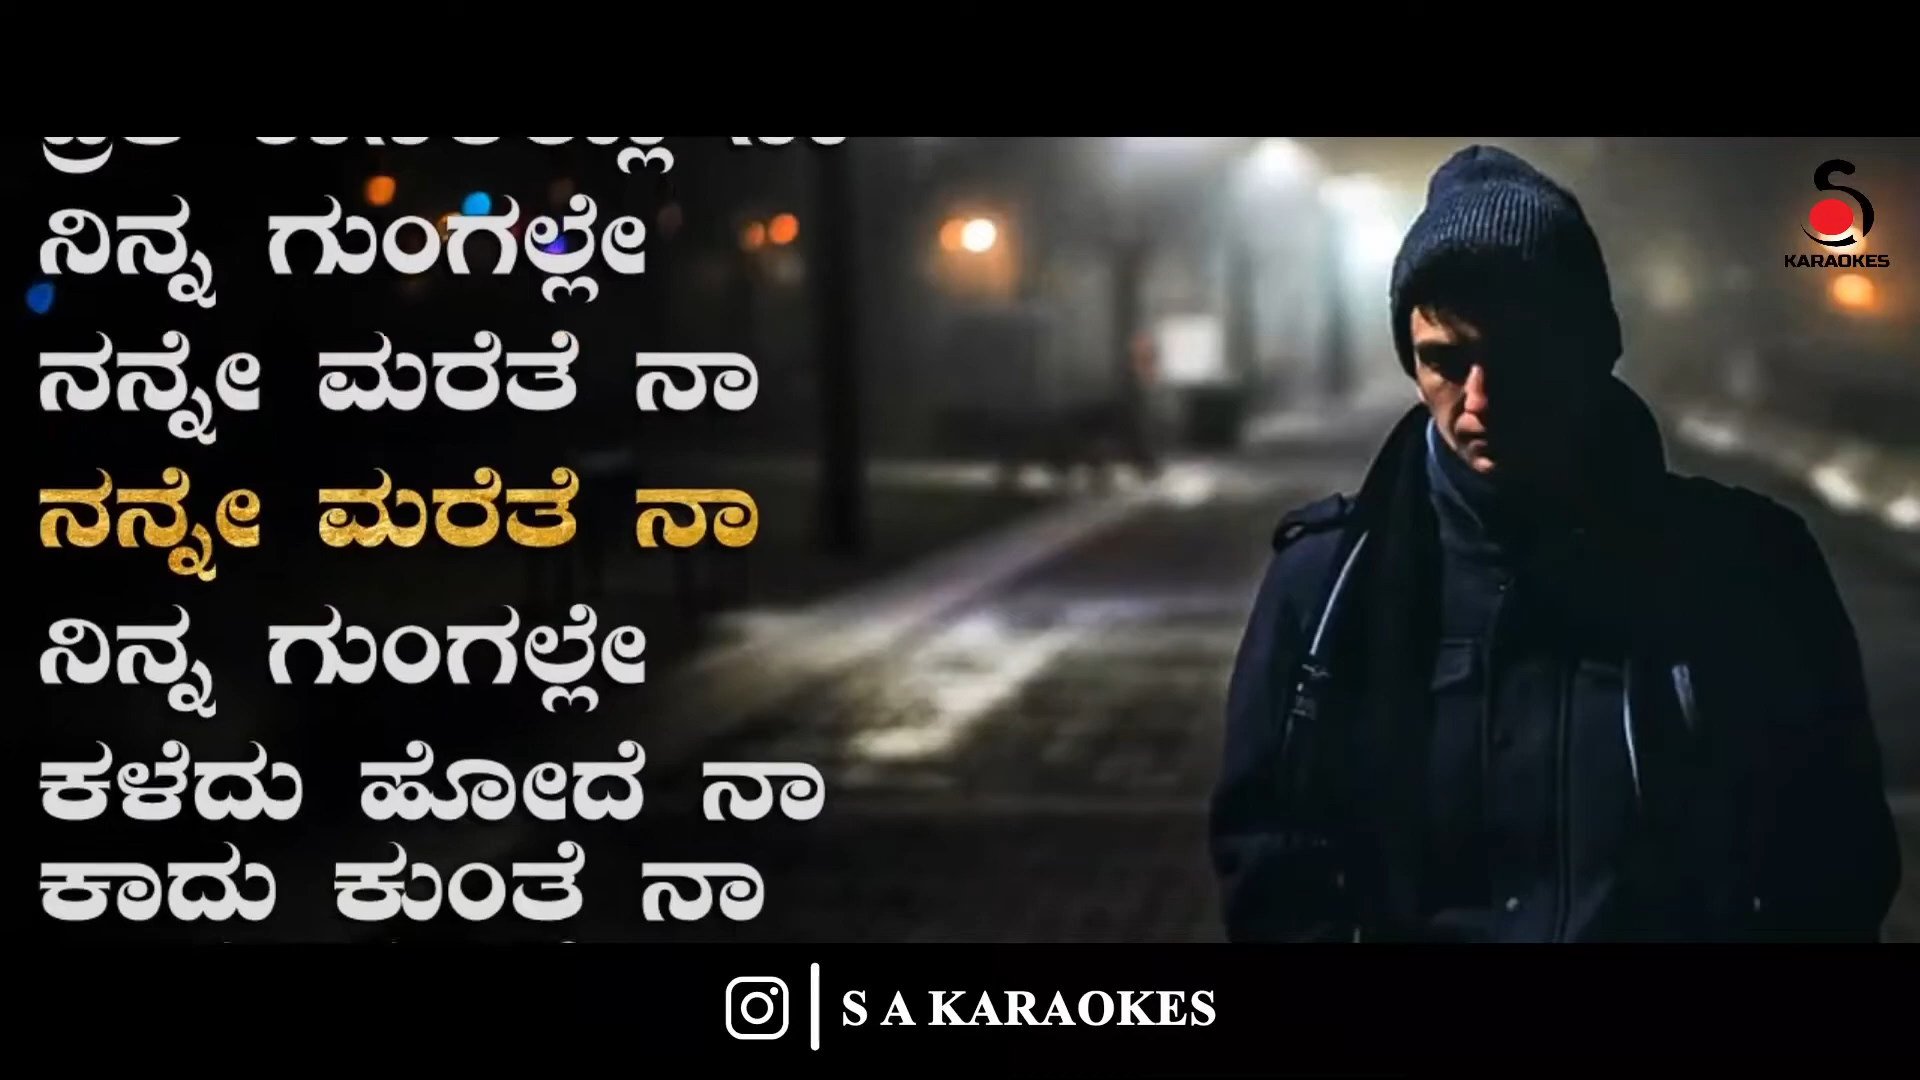 ನಿನ್ನ ಗುಂಗಲ್ಲೇ
ನನ್ನೇ ಮರೆತೆ ನಾ
ನನ್ನೇ ಮರೆತೆ ನಾ
ನಿನ್ನ ಗುಂಗಲ್ಲೇ
ಕಳೆದು ಹೋದೆ ನಾ
ಕಾದು ಕುಂತೆ ನಾ
KARAOKES
S A KARAOKES